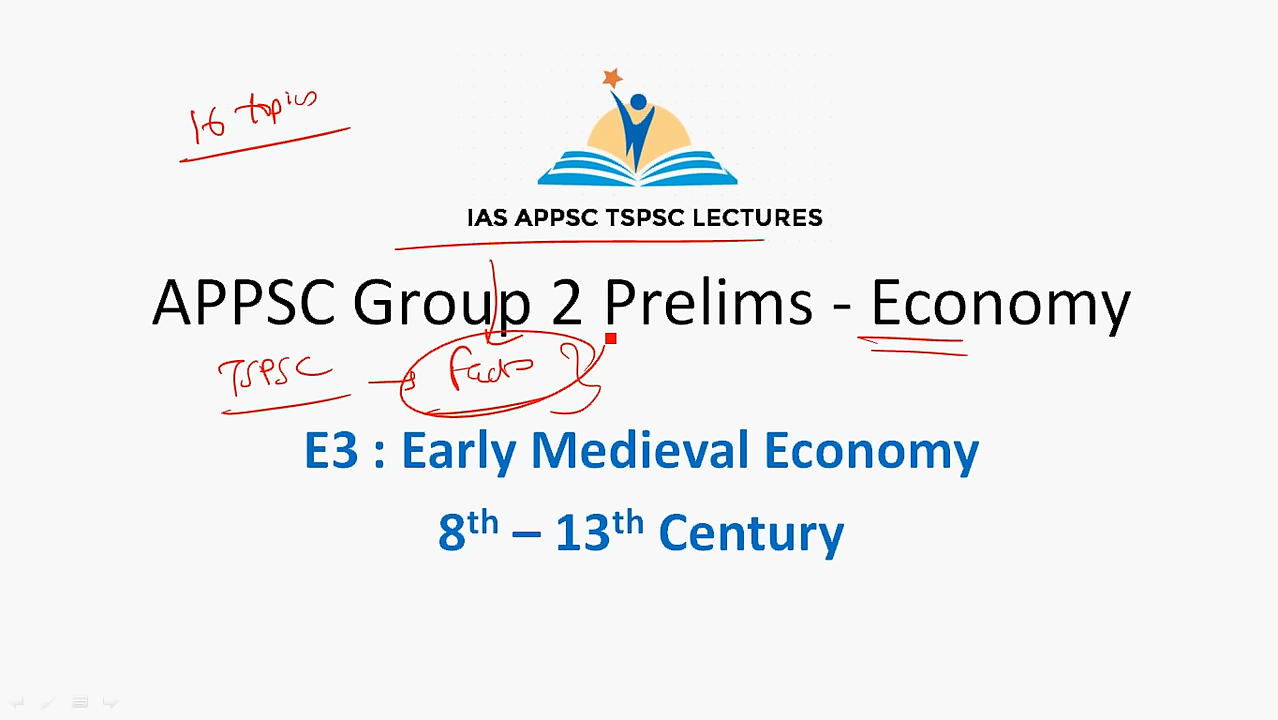 16 topics
IAS APPSC TSPSC LECTURES
APPSC Group 2 Prelims - Economy
TSPSC facts
E3 : Early Medieval Economy
8th – 13th Century